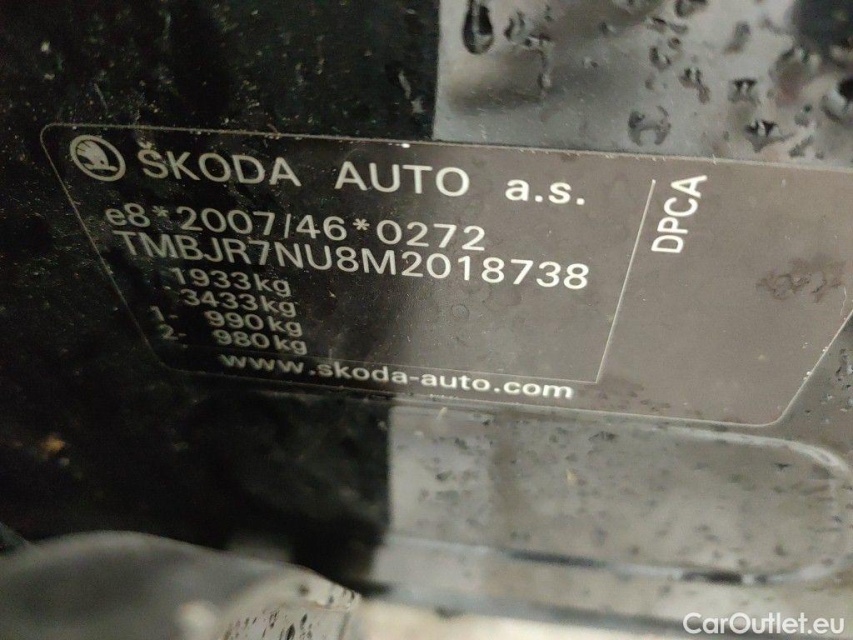 ŠKODA AUTO a.s.
e8*2007/46*0272
TMBJR7NU8M2018738
1933kg
3433kg
1- 990kg
2- 980kg
www.skoda-auto.com
DPCA
CarOutlet.eu